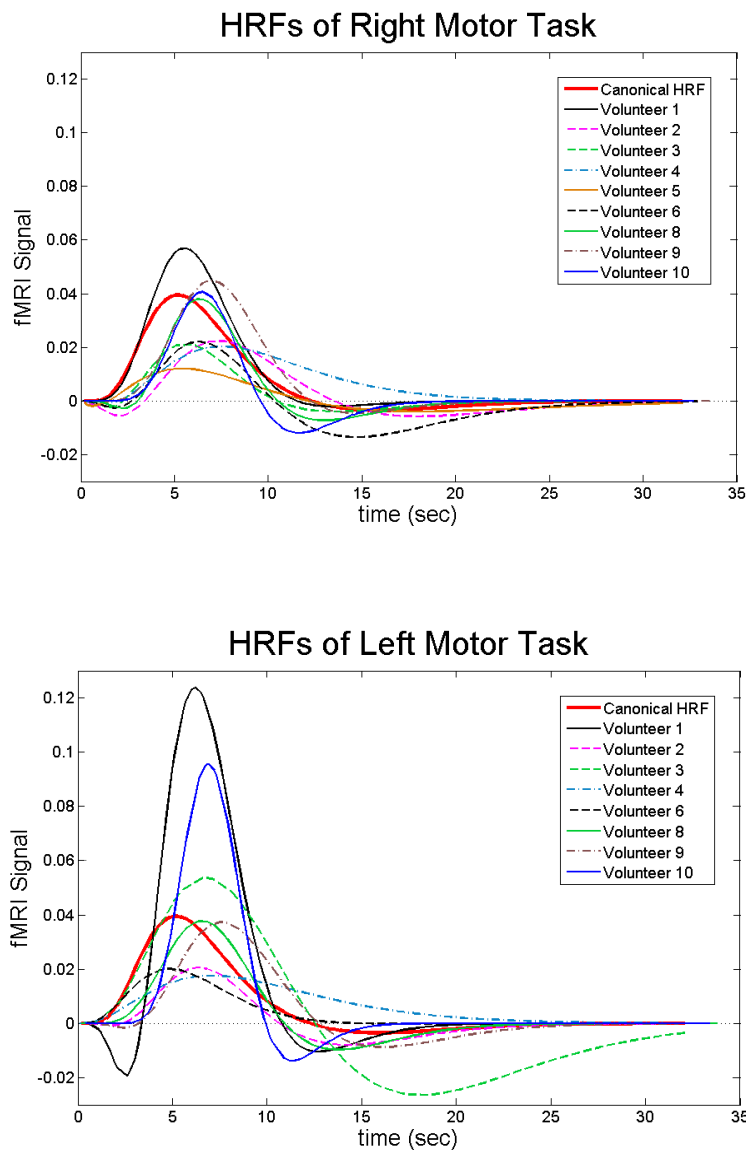 HRFs of Right Motor Task
0.12
0.1
0.08
0.06
0.04
0.02
0
-0.02
fMRI Signal
Canonical HRF
Volunteer 1
Volunteer 2
Volunteer 3
Volunteer 4
Volunteer 5
Volunteer 6
Volunteer 8
Volunteer 9
Volunteer 10
0 5 10 15 20 25 30 35
time (sec)
HRFs of Left Motor Task
0.12
0.1
0.08
0.06
0.04
0.02
0
-0.02
fMRI Signal
Canonical HRF
Volunteer 1
Volunteer 2
Volunteer 3
Volunteer 4
Volunteer 6
Volunteer 8
Volunteer 9
Volunteer 10
0 5 10 15 20 25 30 35
time (sec)